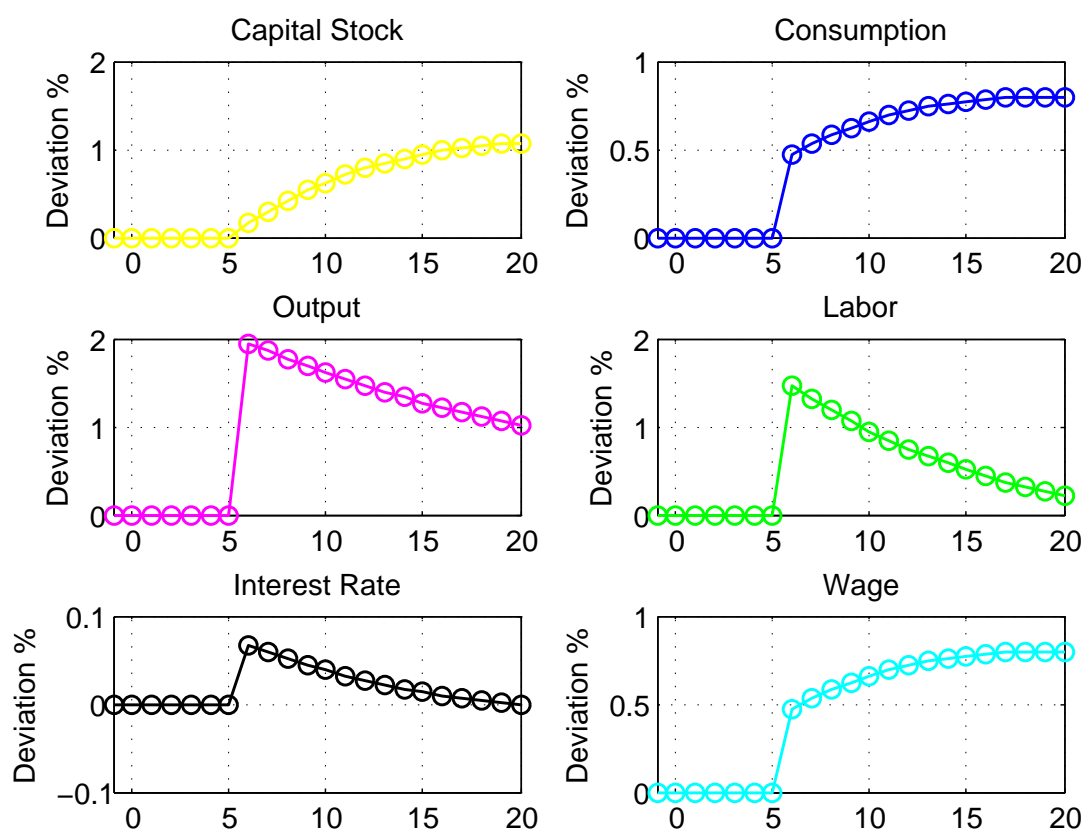 Capital Stock
Deviation %
2
1
0
0 5 10 15 20
Consumption
Deviation %
1
0.5
0
0 5 10 15 20
Output
Deviation %
2
1
0
0 5 10 15 20
Labor
Deviation %
2
1
0
0 5 10 15 20
Interest Rate
Deviation %
0.1
0
−0.1
0 5 10 15 20
Wage
Deviation %
1
0.5
0
0 5 10 15 20